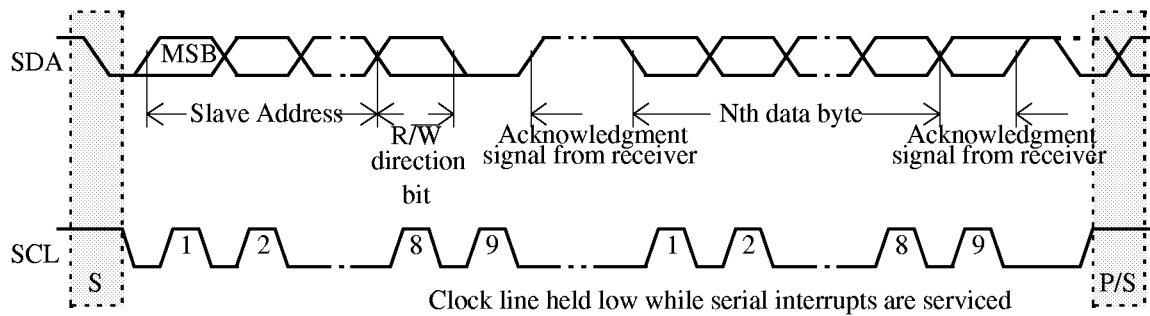 SDA
MSB
Slave Address
R/W̅
direction
bit
Acknowledgment
signal from receiver
Nth data byte
Acknowledgment
signal from receiver
SCL
1
2
8
9
1
2
8
9
S
P/S
Clock line held low while serial interrupts are serviced